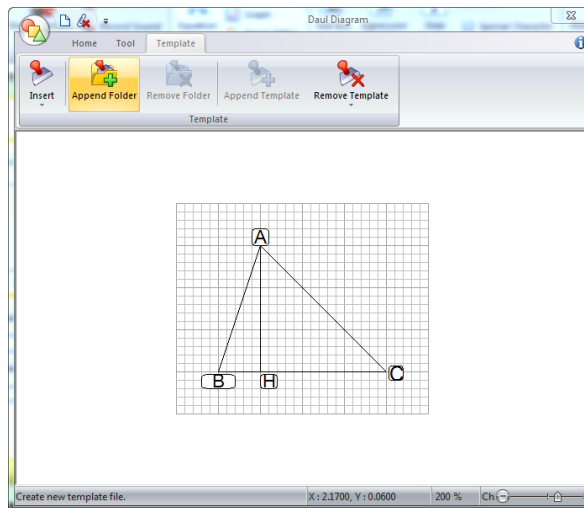 Daul Diagram
Home Tool Template
Insert Append Folder Remove Folder Append Template Remove Template
Template
A
B H C
Create new template file. X : 2.1700, Y : 0.0600 200 % Ch